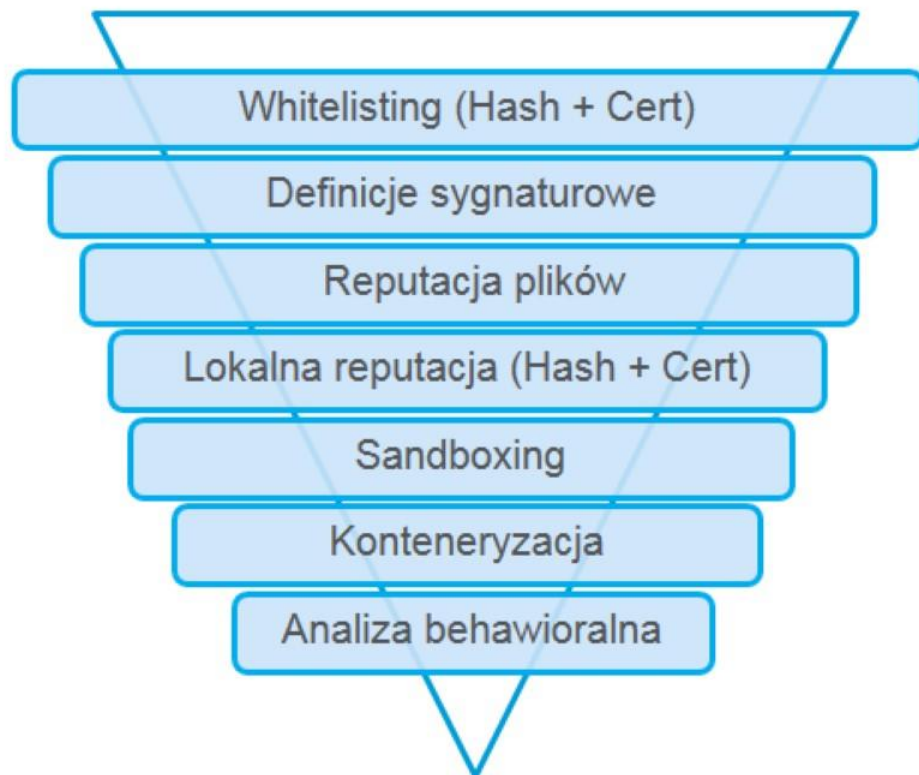 Whitelisting (Hash + Cert)
Definicje sygnaturowe
Reputacja plików
Lokalna reputacja (Hash + Cert)
Sandboxing
Konteneryzacja
Analiza behawioralna